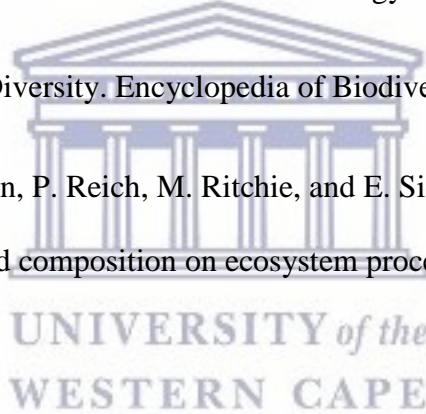 Diversity. Encyclopedia of Biodive
n, P. Reich, M. Ritchie, and E. Si
d composition on ecosystem proce
UNIVERSITY of the
WESTERN CAPE